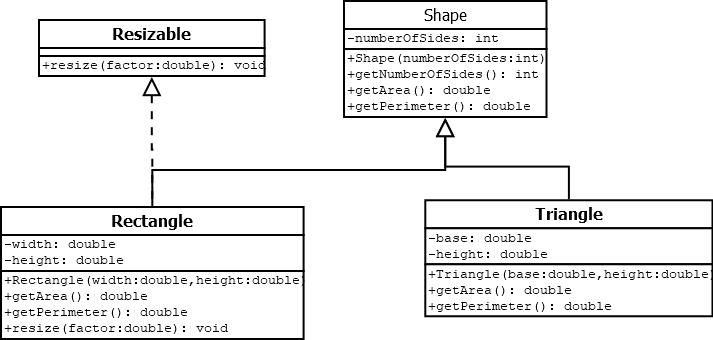 Resizable
+resize(factor:double): void
Shape
-numberOfSides: int
+Shape(numberOfSides:int)
+getNumberOfSides(): int
+getArea(): double
+getPerimeter(): double
Rectangle
-width: double
-height: double
+Rectangle(width:double,height:double)
+getArea(): double
+getPerimeter(): double
+resize(factor:double): void
Triangle
-base: double
-height: double
+Triangle(base:double,height:double)
+getArea(): double
+getPerimeter(): double